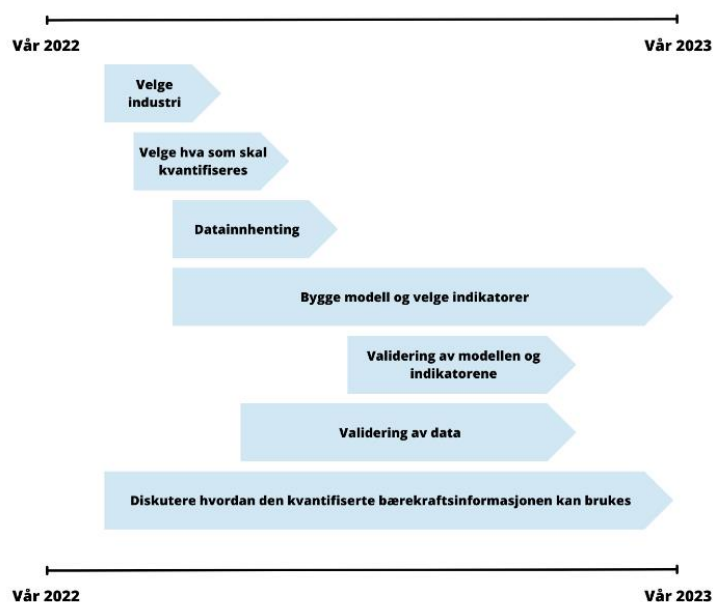 Vår 2022
Vår 2023
Velge
industri
Velge hva som skal
kvantifiseres
Datainnhenting
Bygge modell og velge indikatorer
Validering av modellen og
indikatorene
Validering av data
Diskutere hvordan den kvantifiserte bærekraftsinformasjonen kan brukes
Vår 2022
Vår 2023